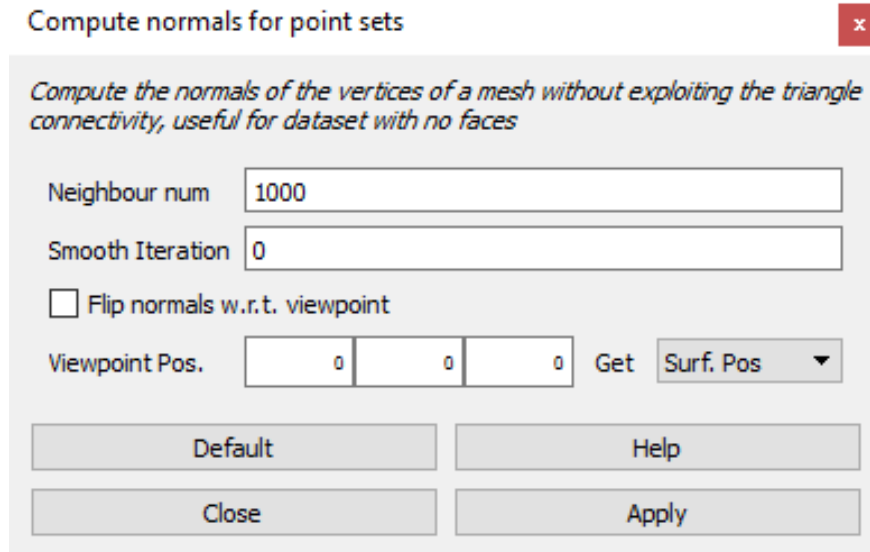 Compute normals for point sets
x
Compute the normals of the vertices of a mesh without exploiting the triangle
connectivity, useful for dataset with no faces
Neighbour num 1000
Smooth Iteration 0
Flip normals w.r.t. viewpoint
Viewpoint Pos. 0 0 0 Get Surf. Pos
Default Help
Close Apply